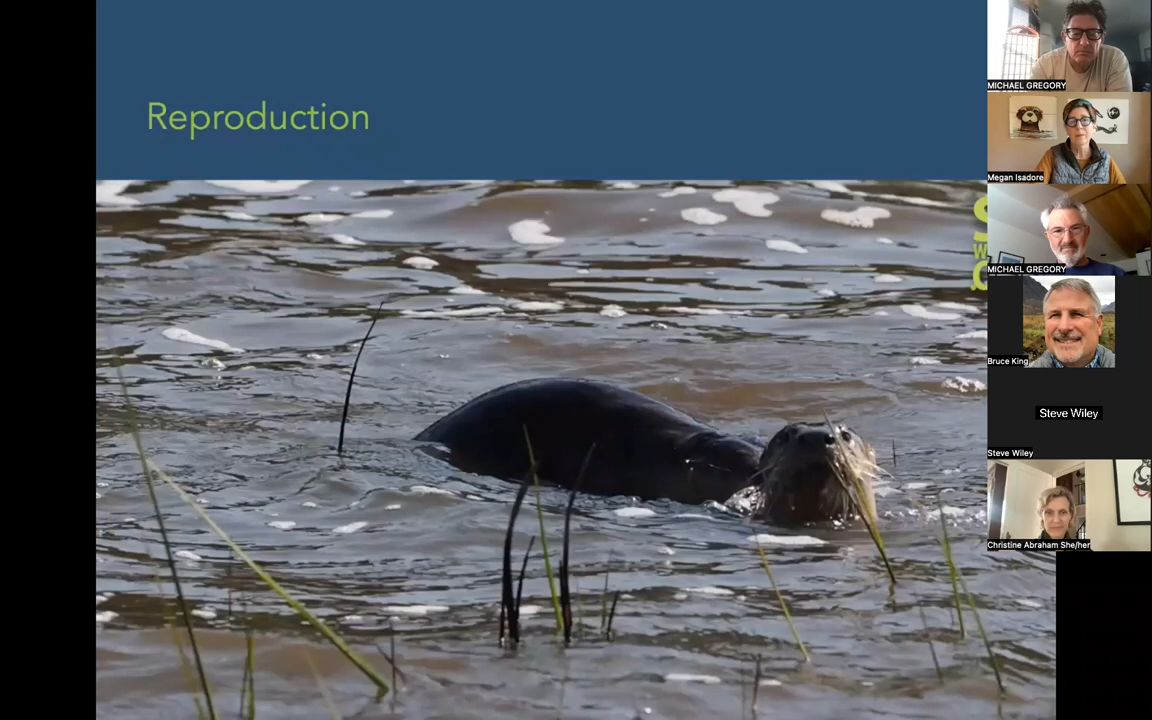 Reproduction
MICHAEL GREGORY
Megan Isadore
MICHAEL GREGORY
Bruce King
Steve Wiley
Steve Wiley
Christine Abraham She/her